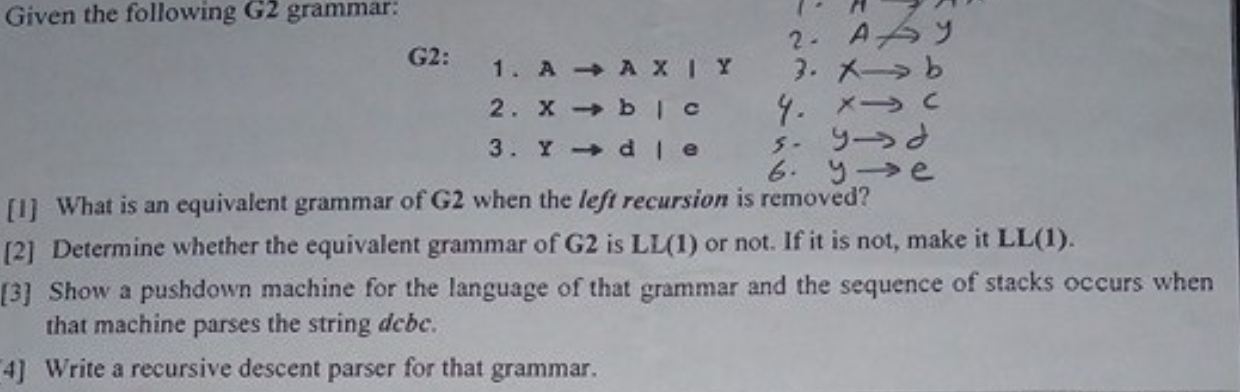 Given the following G2 grammar:
G2:
1. A → A X | Y
2. X → b | c
3. Y → d | e
2. A → y
3. x → b
4. x → c
5. y → d
6. y → e
[1] What is an equivalent grammar of G2 when the left recursion is removed?
[2] Determine whether the equivalent grammar of G2 is LL(1) or not. If it is not, make it LL(1).
[3] Show a pushdown machine for the language of that grammar and the sequence of stacks occurs when
that machine parses the string dcbc.
4] Write a recursive descent parser for that grammar.